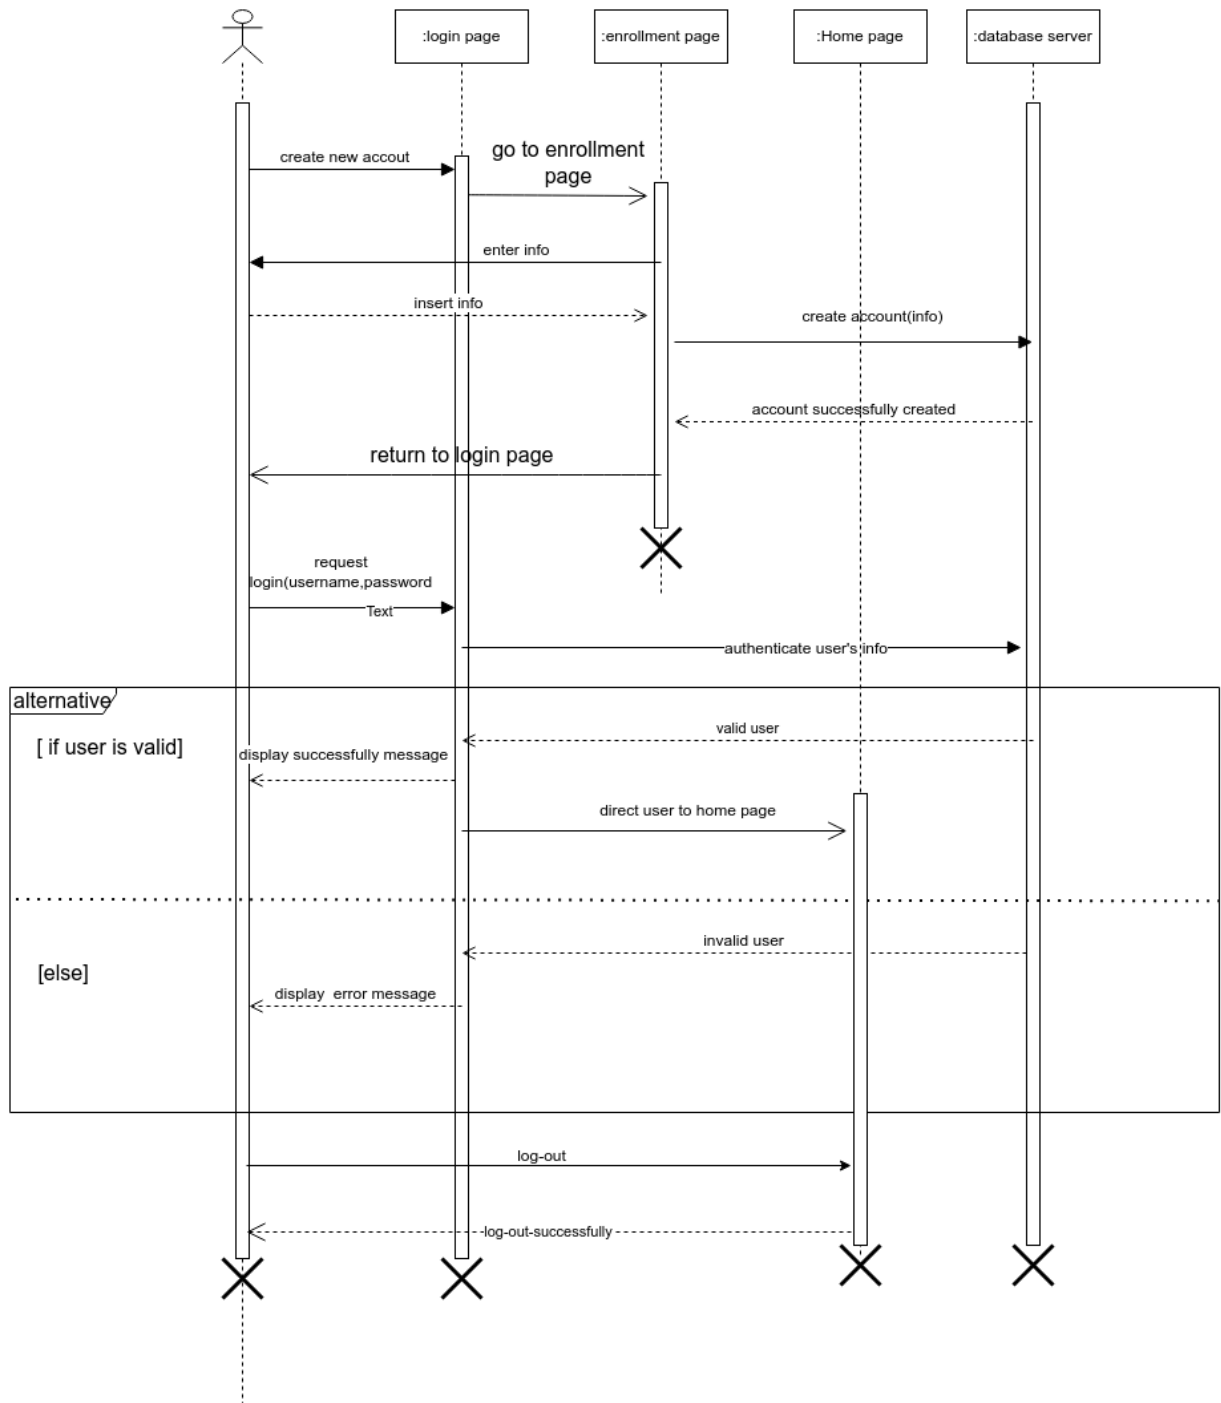 :login page
:enrollment page
:Home page
:database server
create new accout
go to enrollment
page
enter info
insert info
create account(info)
account successfully created
return to login page
request
login(username,password
Text
authenticate user's info
alternative
[ if user is valid]
valid user
display successfully message
direct user to home page
invalid user
[else]
display  error message
log-out
log-out-successfully